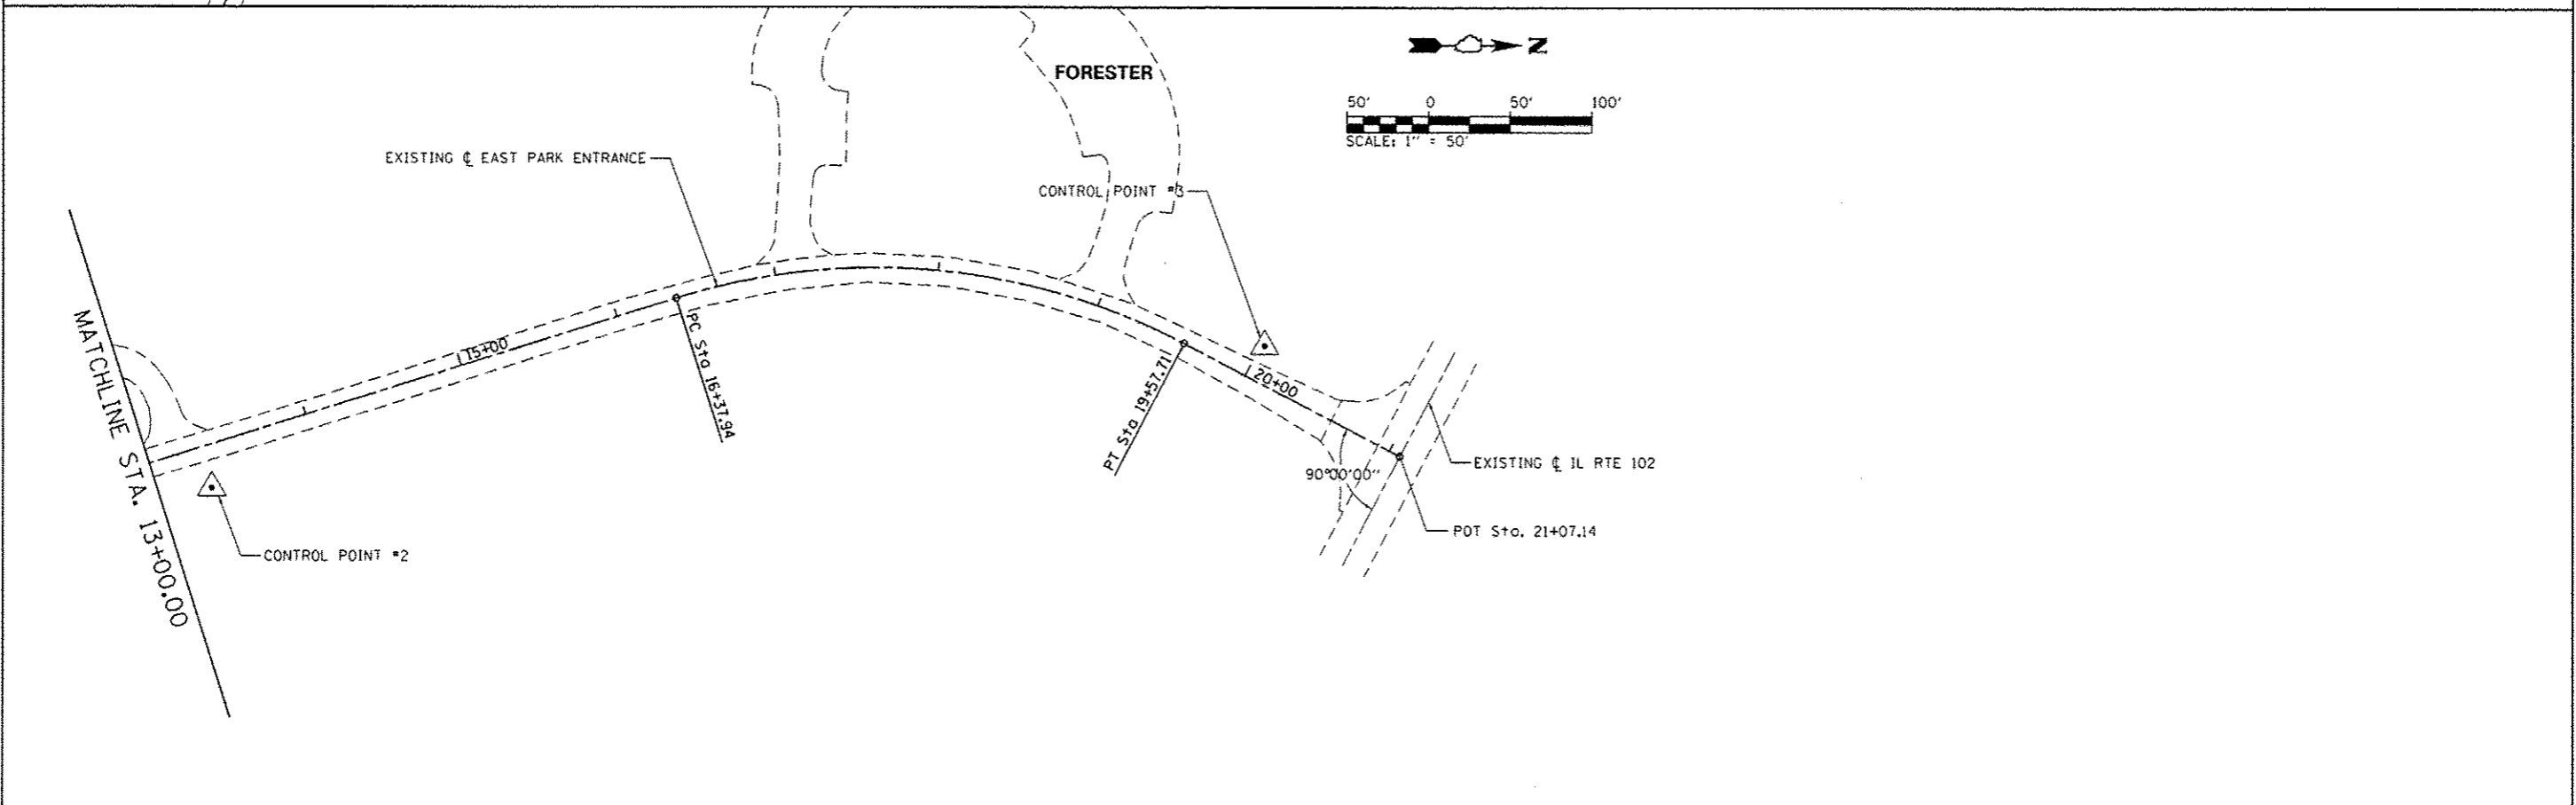 N
FORESTER
50' 0 50' 100'
SCALE: 1" = 50'
EXISTING ℄ EAST PARK ENTRANCE
CONTROL POINT #3
MATCHLINE STA. 13+00.00
15+00
PC Sta 16+37.94
PT Sta 19+57.71
20+00
90°00'00"
EXISTING ℄ IL RTE 102
POT Sta. 21+07.14
CONTROL POINT #2